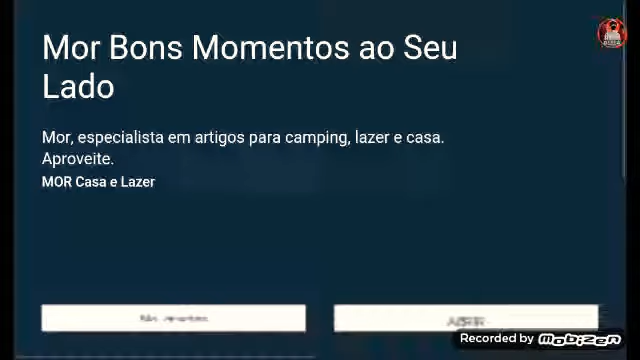 Mor Bons Momentos ao Seu
Lado
Mor, especialista em artigos para camping, lazer e casa.
Aproveite.
MOR Casa e Lazer
ABRIR
Recorded by mobizen